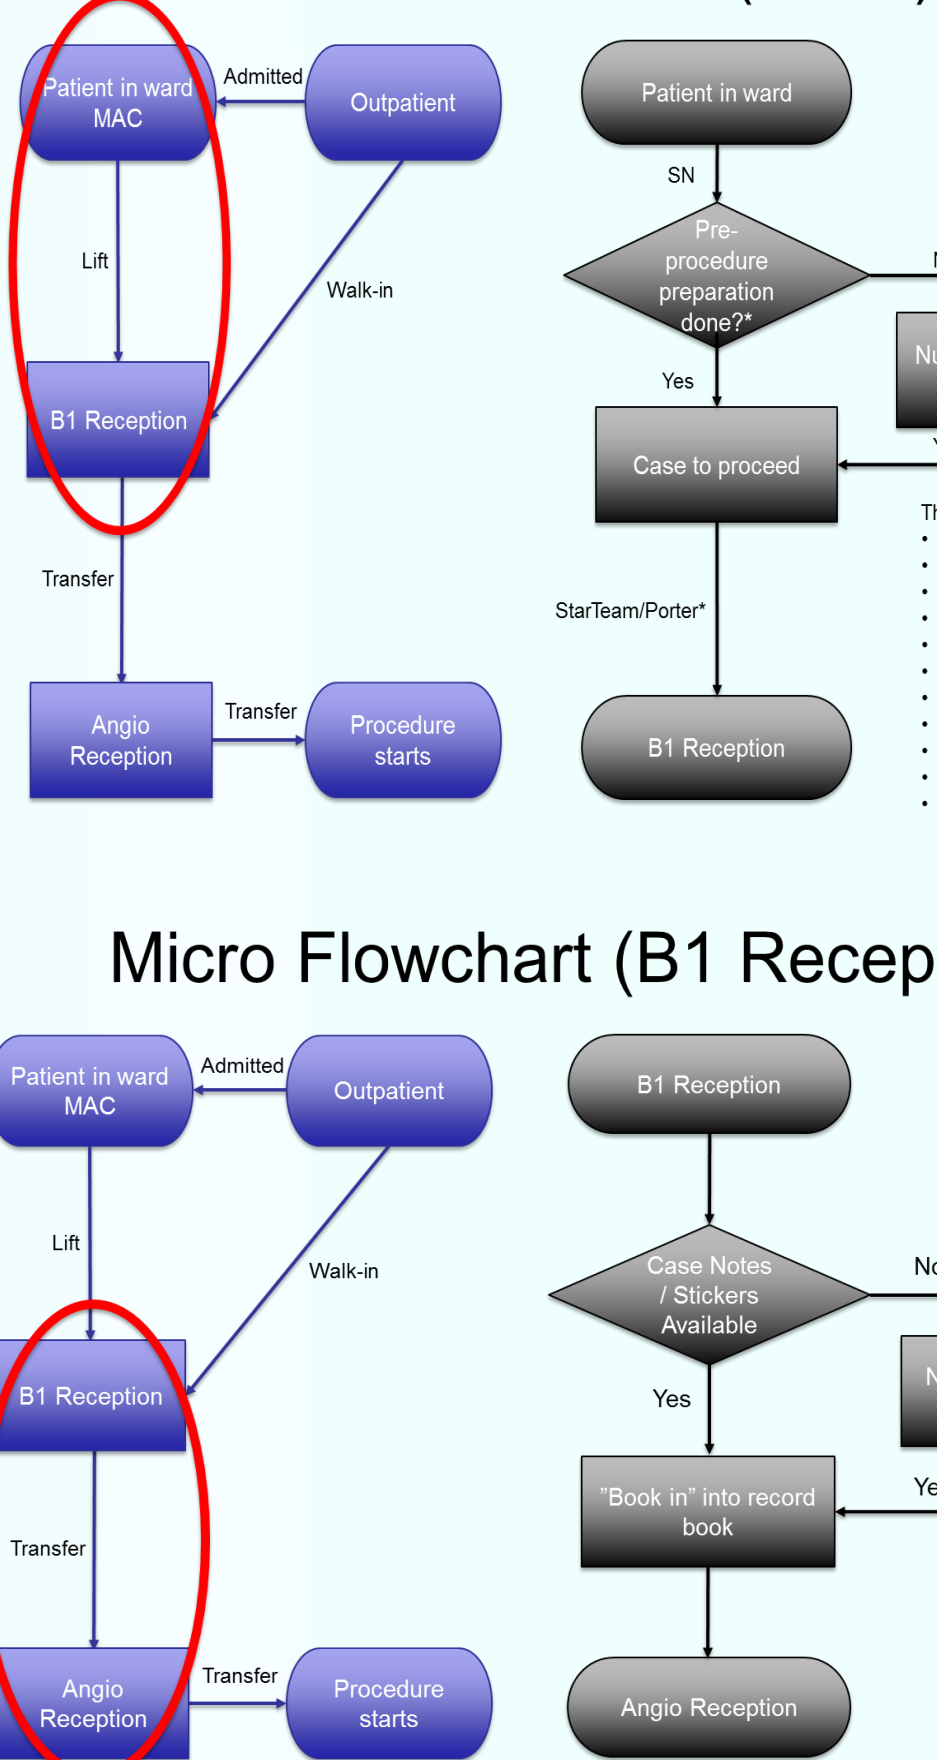 Patient in ward
MAC
Admitted
Outpatient
Lift
Walk-in
B1 Reception
Transfer
Angio
Reception
Transfer
Procedure
starts
Patient in ward
SN
Pre-
procedure
preparation
done?*
Yes
Case to proceed
StarTeam/Porter*
B1 Reception
Micro Flowchart (B1 Recep
Patient in ward
MAC
Admitted
Outpatient
Lift
Walk-in
B1 Reception
Transfer
Angio
Reception
Transfer
Procedure
starts
B1 Reception
Case Notes
/ Stickers
Available
No
Yes
"Book in" into record
book
Ye
Angio Reception